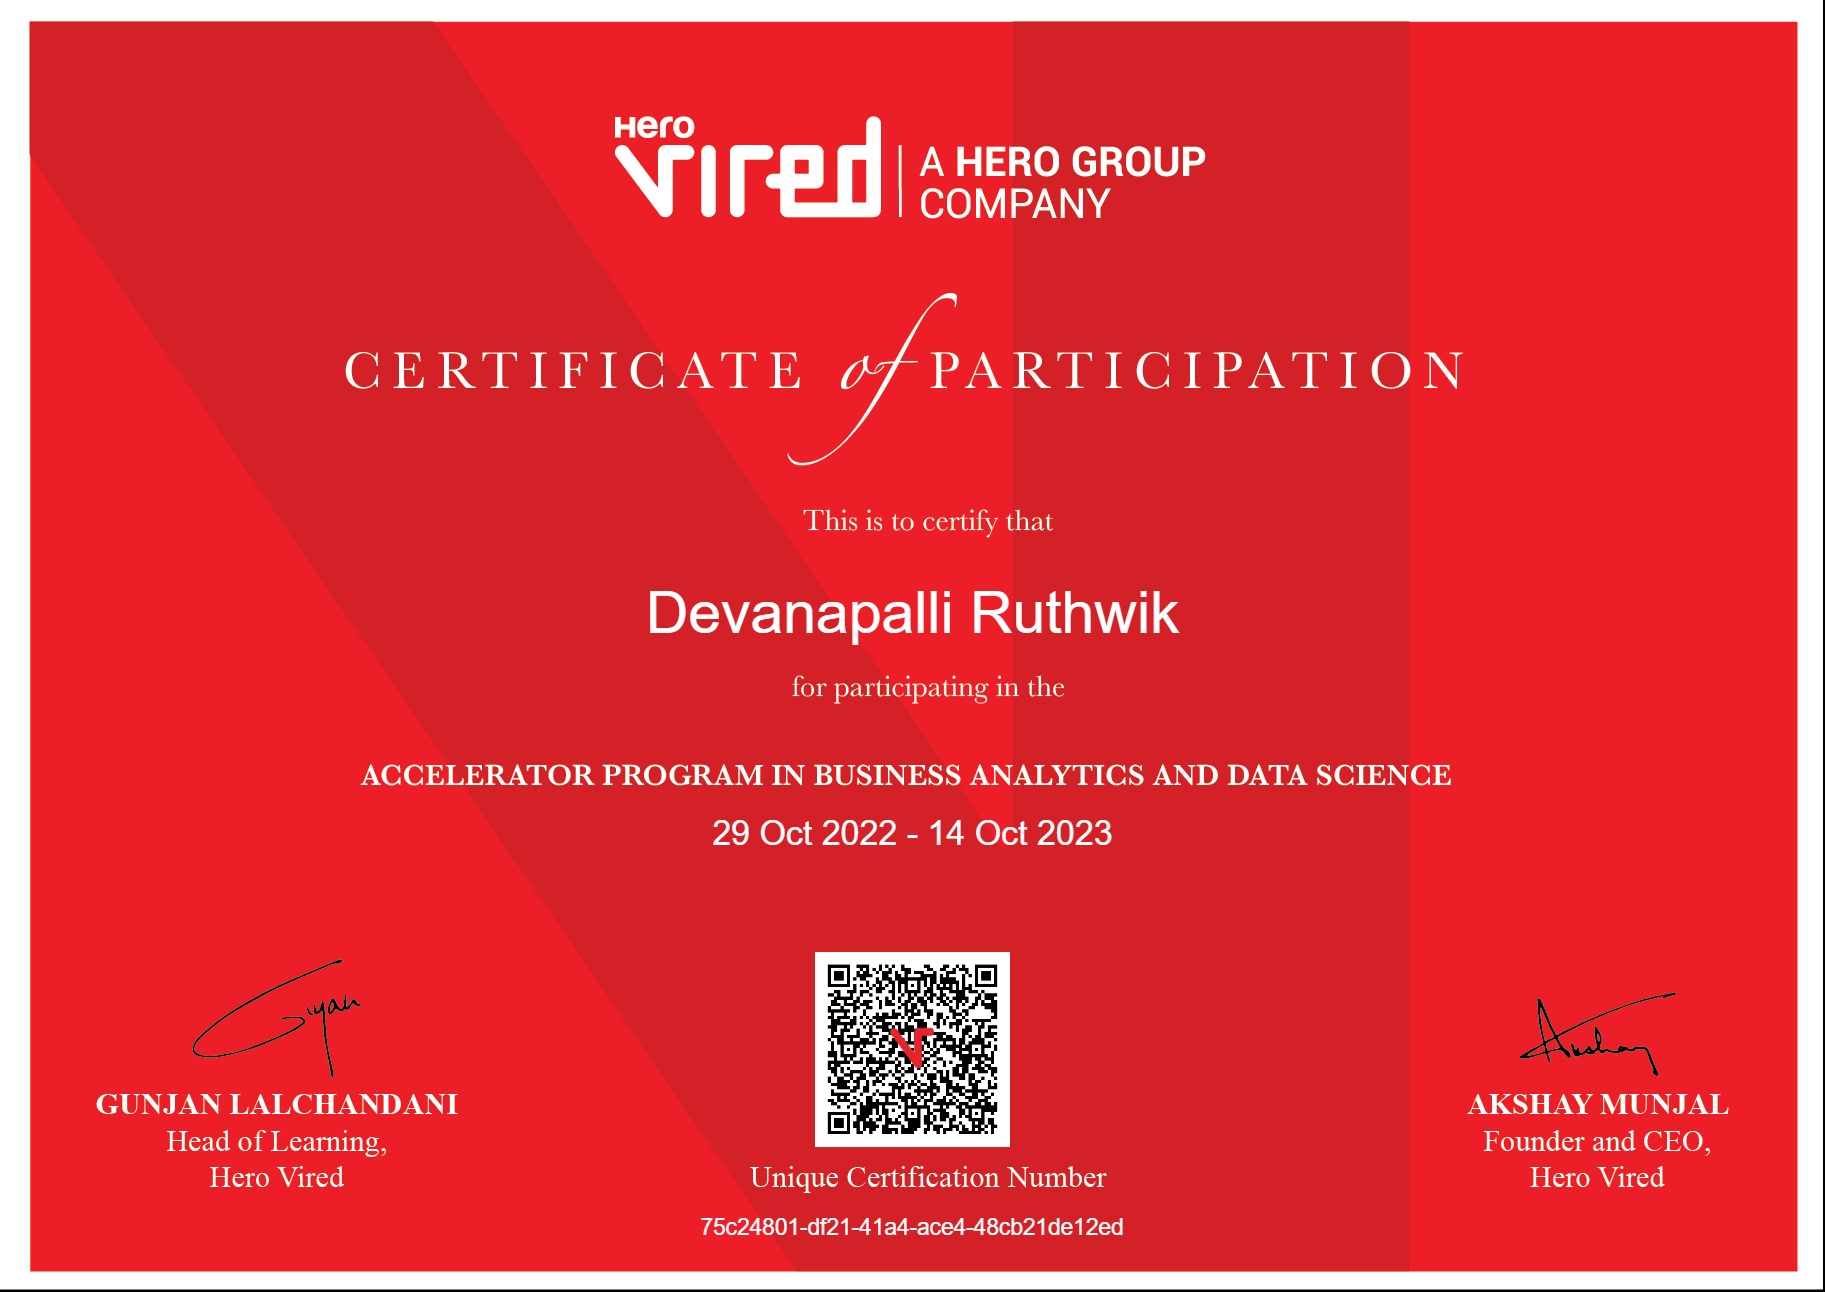 Hero
vired
A HERO GROUP
COMPANY
CERTIFICATE of PARTICIPATION
This is to certify that
Devanapalli Ruthwik
for participating in the
ACCELERATOR PROGRAM IN BUSINESS ANALYTICS AND DATA SCIENCE
29 Oct 2022 - 14 Oct 2023
Gunjan
GUNJAN LALCHANDANI
Head of Learning,
Hero Vired
Akshay
AKSHAY MUNJAL
Founder and CEO,
Hero Vired
Unique Certification Number
75c24801-df21-41a4-ace4-48cb21de12ed